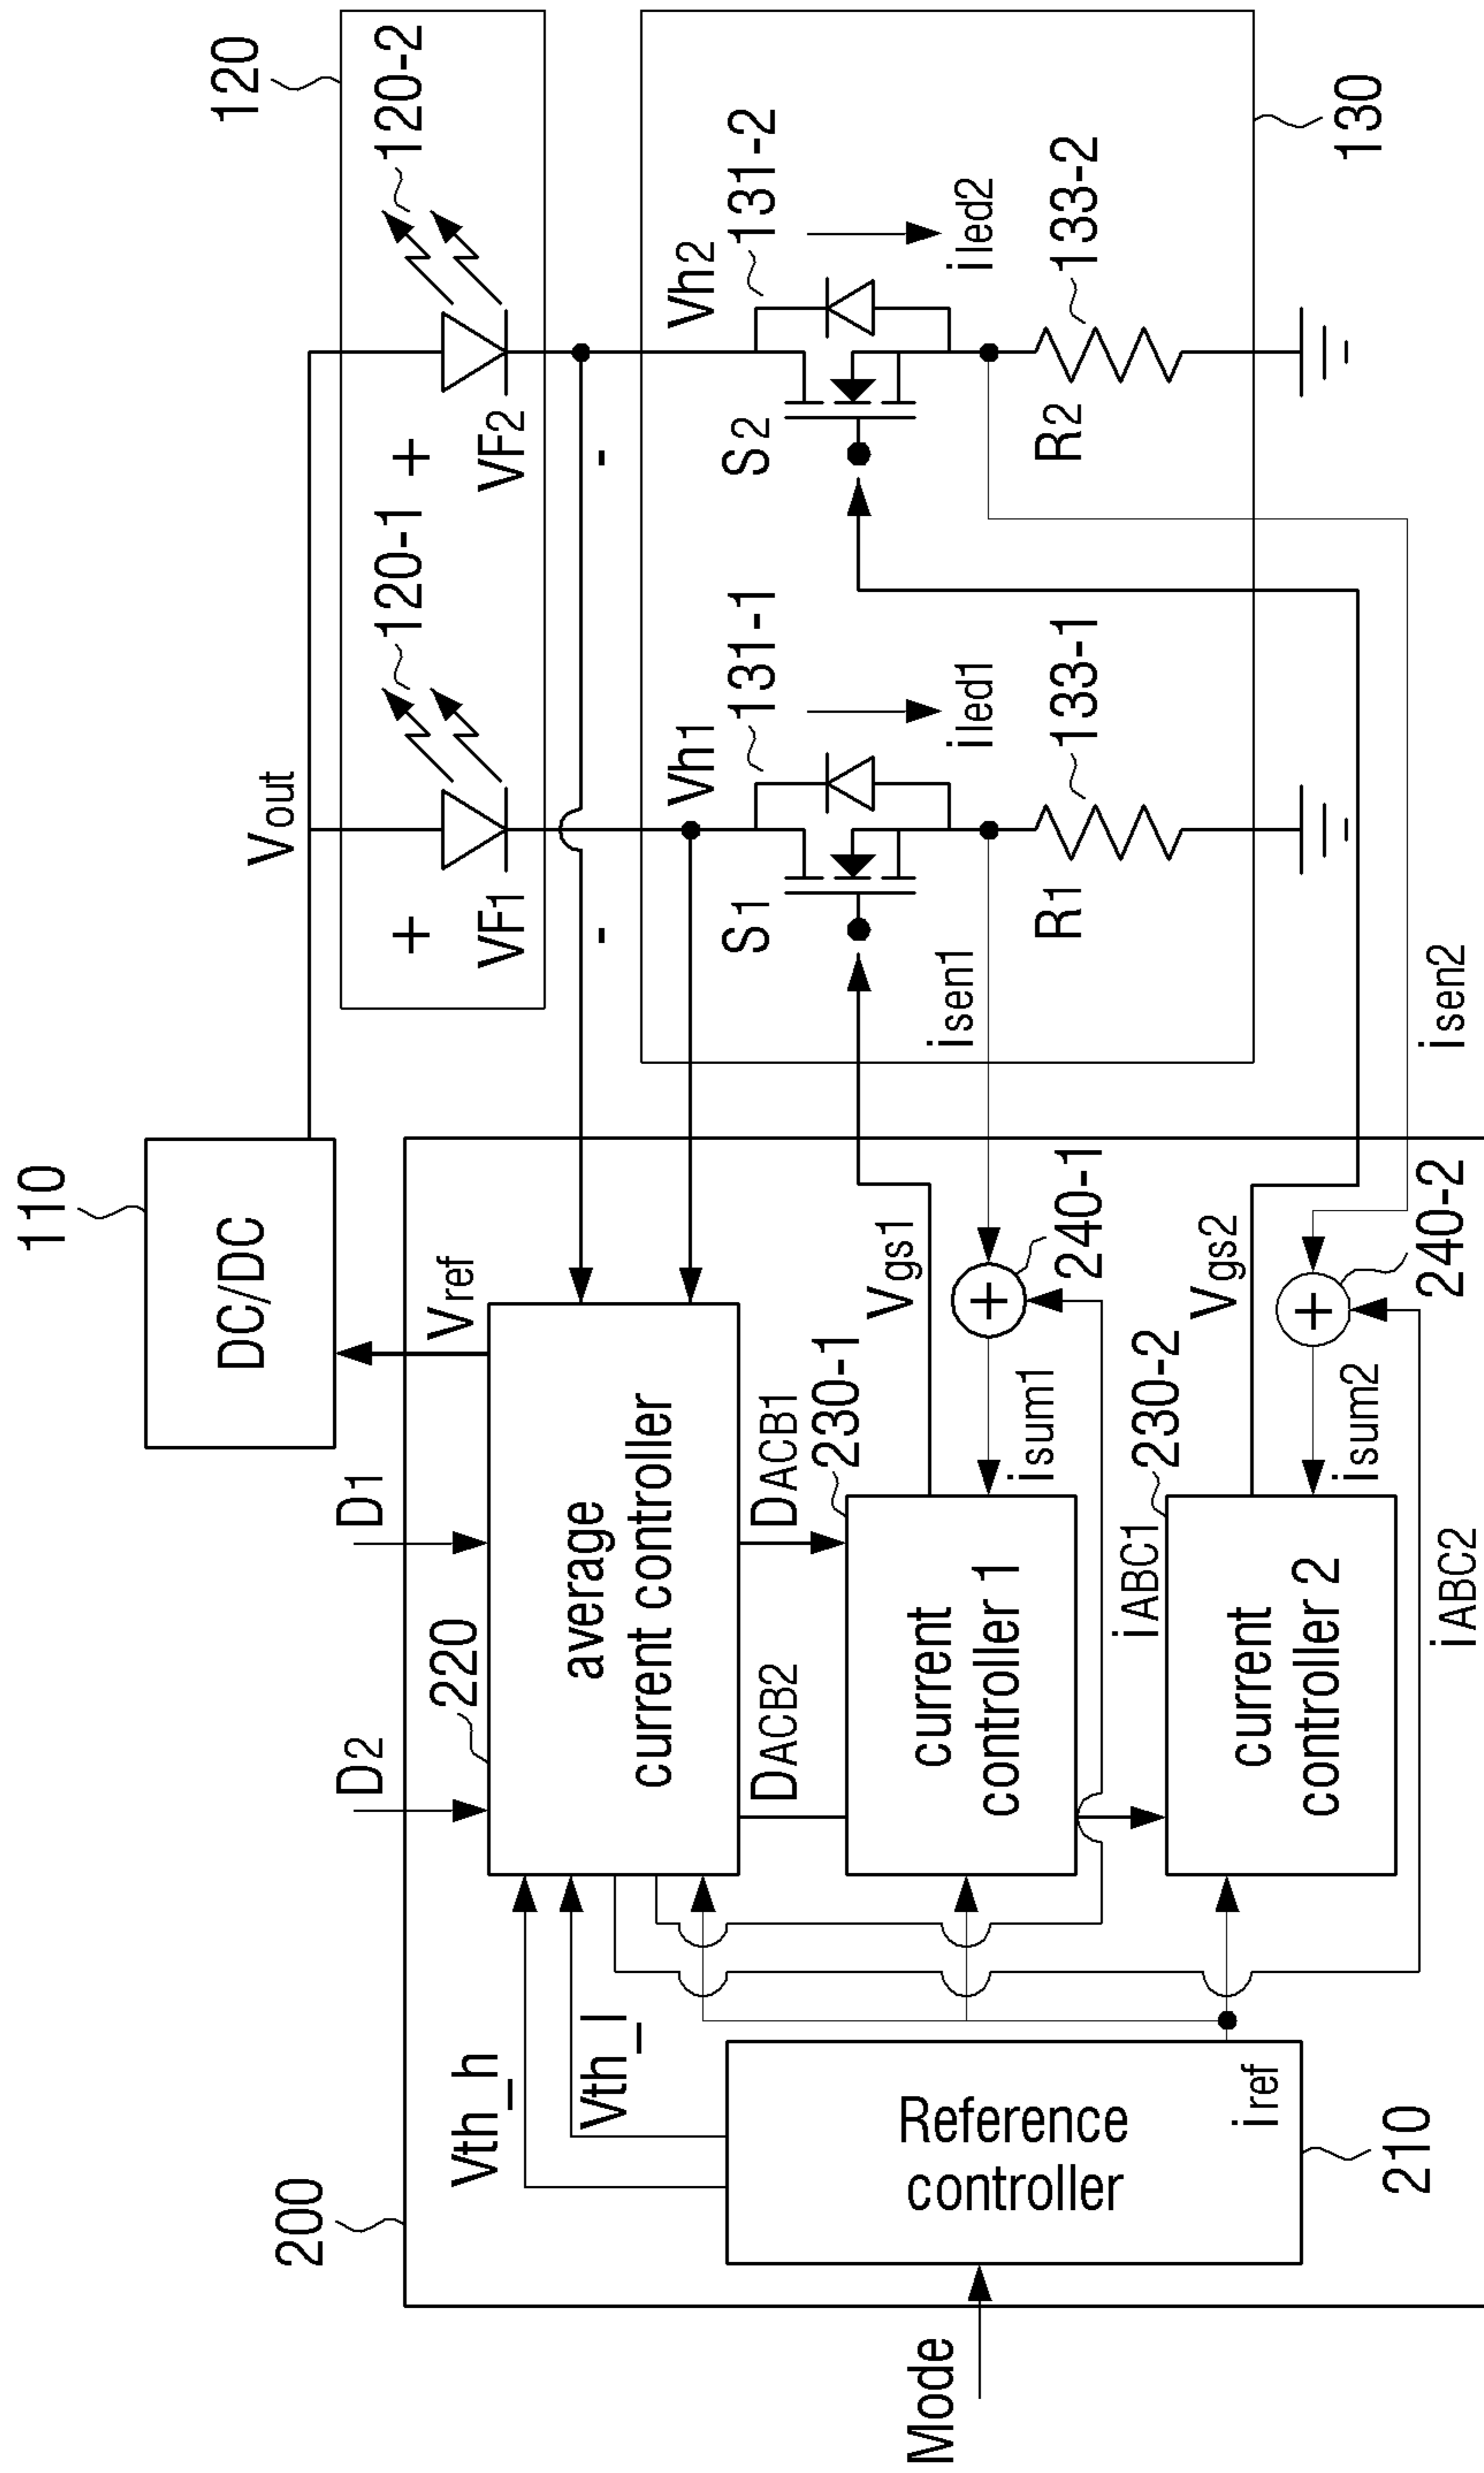 110
DC/DC
Vout
120
120-1
120-2
+
VF1
-
+
VF2
-
200
D2
D1
Vref
220
average
current controller
Vth_h
Vth_l
DACB2
DACB1
230-1
current
controller 1
Vgs1
isen1
240-1
+
isum1
iABC1
230-2
current
controller 2
Vgs2
isen2
240-2
+
isum2
iABC2
Mode
Reference
controller
iref
210
Vh1
131-1
S1
iled1
R1
133-1
Vh2
131-2
S2
iled2
R2
133-2
130